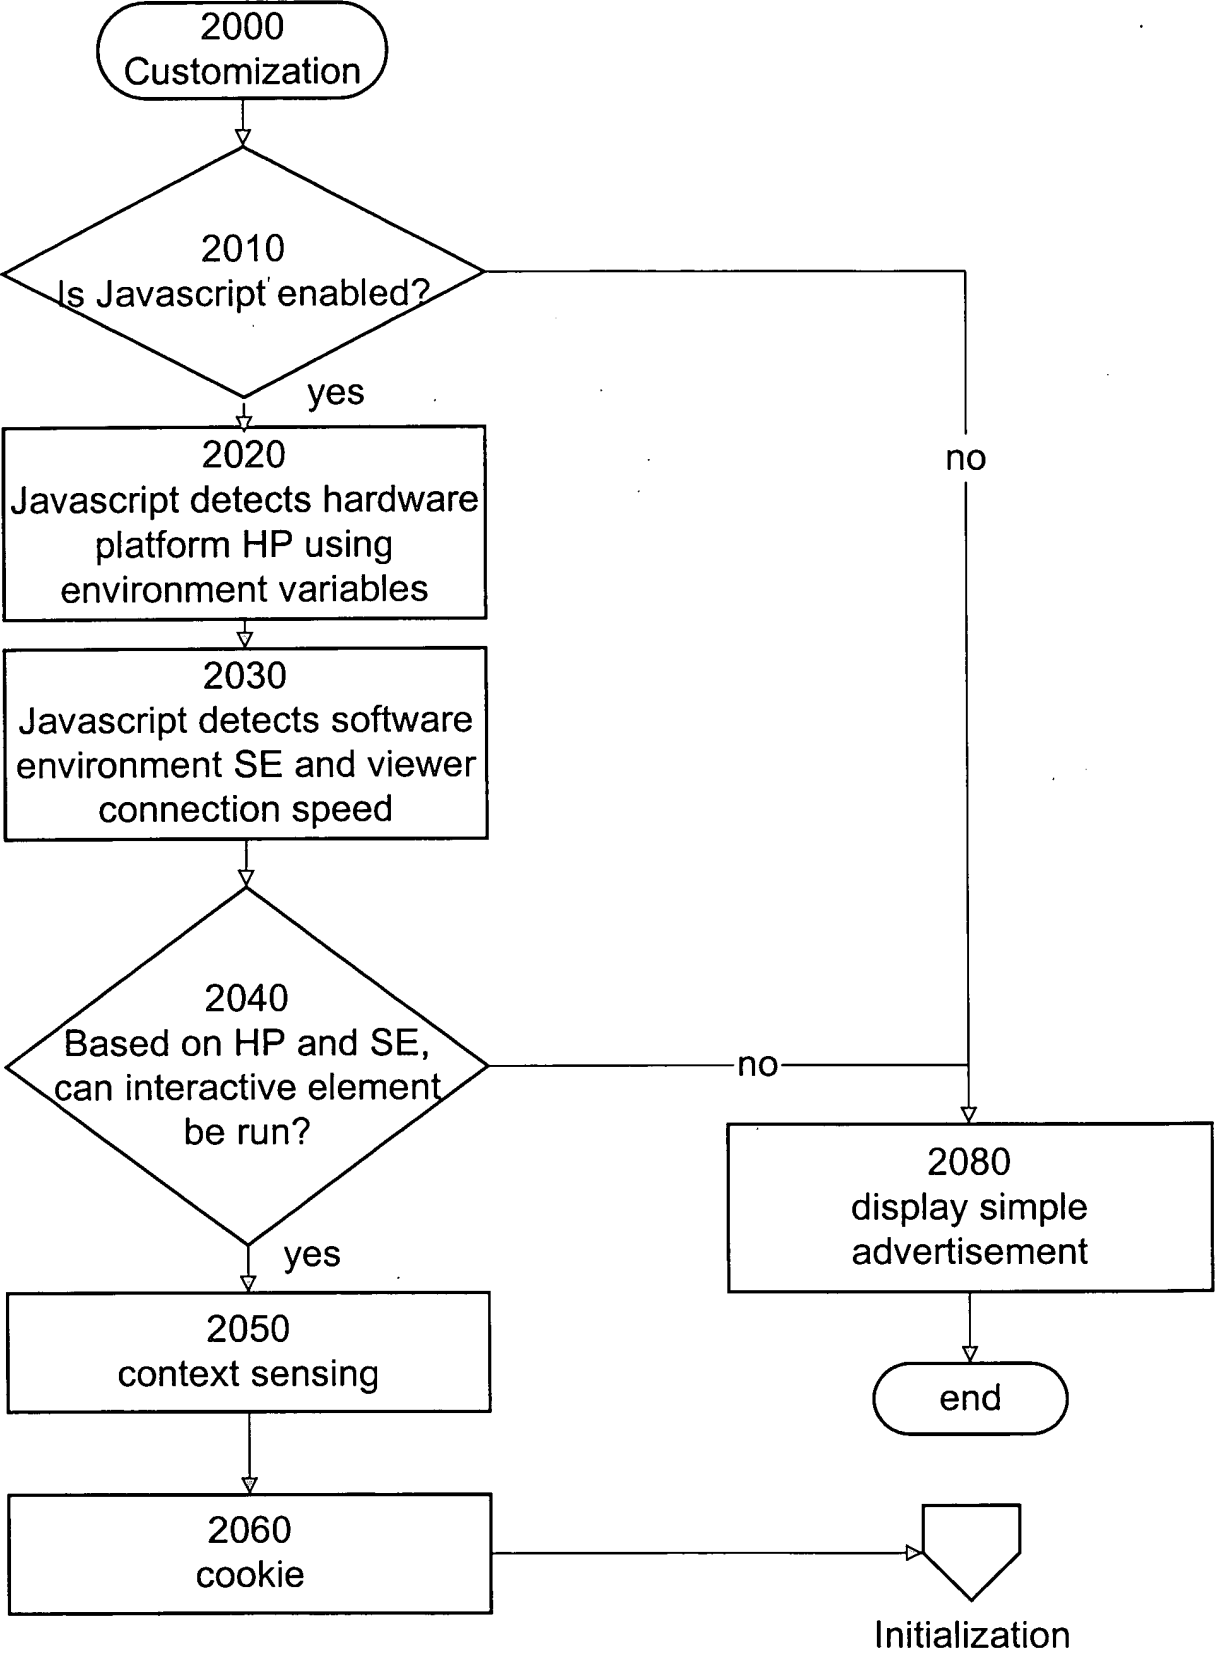 2000
Customization
2010
Is Javascript enabled?
yes
no
2020
Javascript detects hardware
platform HP using
environment variables
2030
Javascript detects software
environment SE and viewer
connection speed
2040
Based on HP and SE,
can interactive element
be run?
no
yes
2080
display simple
advertisement
2050
context sensing
end
2060
cookie
Initialization